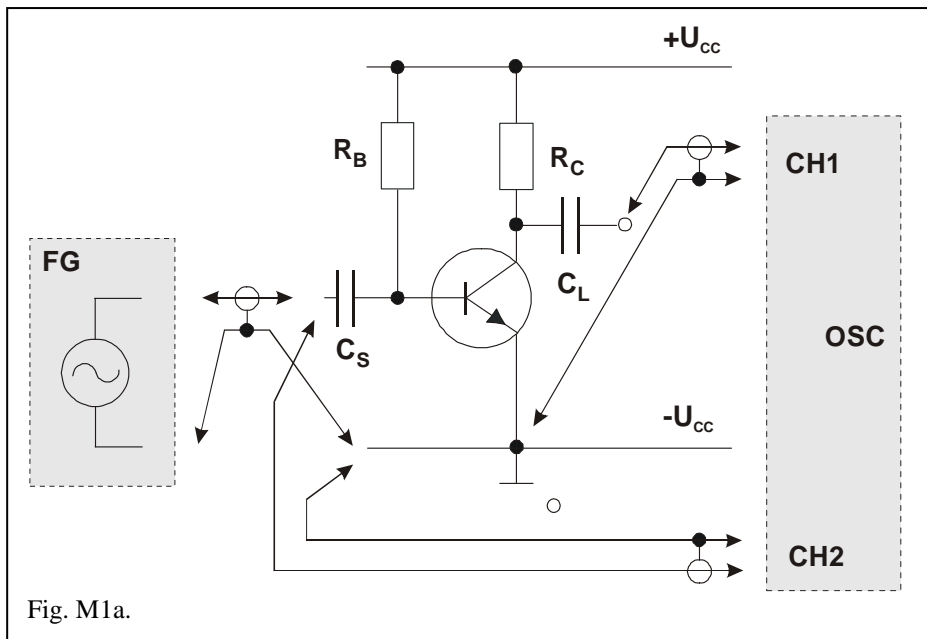 +U_CC
R_B
R_C
CH1
FG
C_L
OSC
C_S
-U_CC
CH2
Fig. M1a.